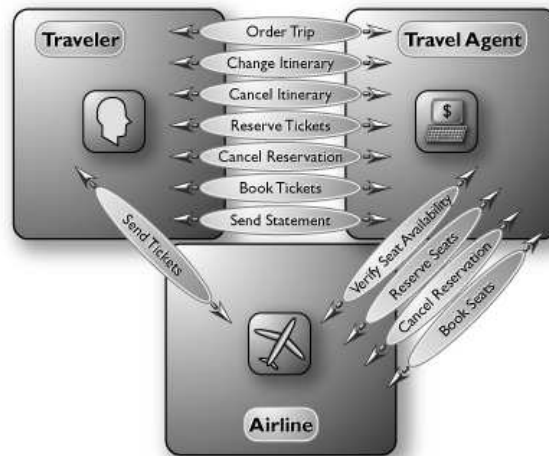 Traveler
Order Trip
Travel Agent
Change Itinerary
Cancel Itinerary
$
Reserve Tickets
Cancel Reservation
Book Tickets
Send Statement
Send Tickets
Verify Seat Availability
Reserve Seats
Cancel Reservation
Book Seats
Airline